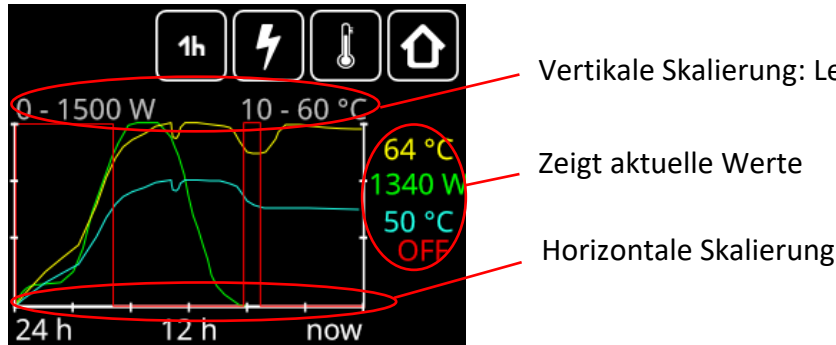 1h
0 - 1500 W 10 - 60 °C
Vertikale Skalierung:
64 °C
1340 W
50 °C
OFF
Zeigt aktuelle Werte
Horizontale Skalierung
24 h 12 h now